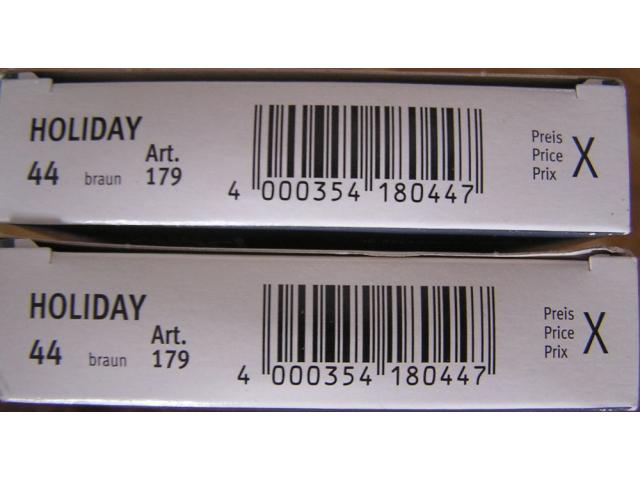 HOLIDAY
44 braun Art. 179
4 000354 180447
Preis
Price X
Prix
HOLIDAY
44 braun Art. 179
4 000354 180447
Preis
Price X
Prix